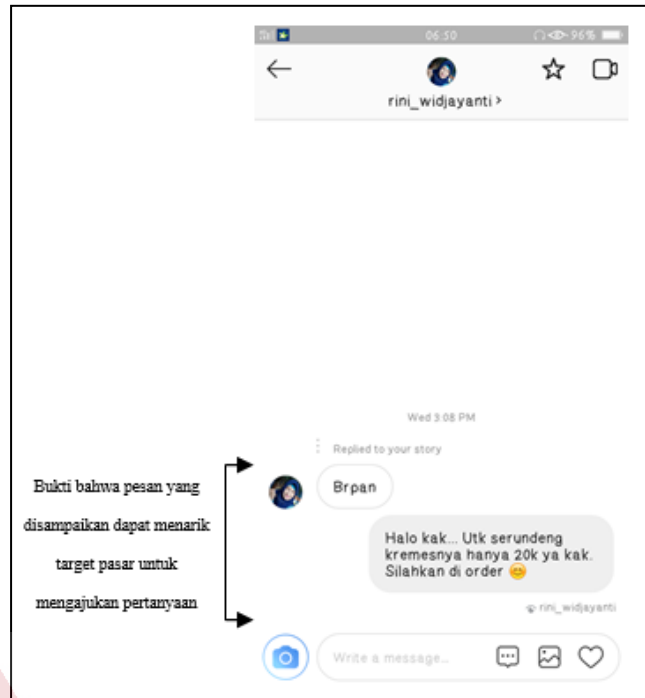 06:50
96%
rini_widjayanti >
Wed 3:08 PM
Replied to your story
Brpan
Halo kak... Utk serundeng
kremesnya hanya 20k ya kak.
Silahkan di order 😊
rini_widjayanti
Write a message...
Bukti bahwa pesan yang
disampaikan dapat menarik
target pasar untuk
mengajukan pertanyaan